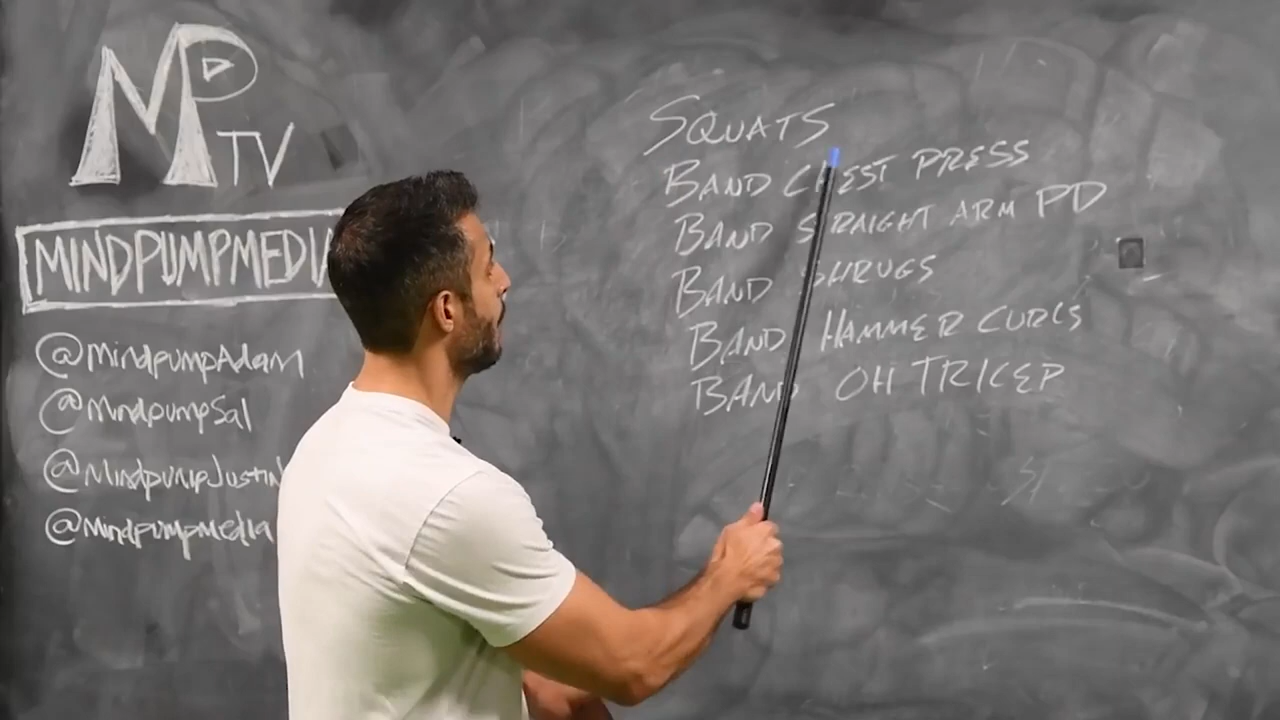 MP
TV
MINDPUMPMEDIA
@MINDPUMPADAM
@MINDPUMPSAL
@MINDPUMPJUSTIN
@MINDPUMPMEDIA
SQUATS
BAND CHEST PRESS
BAND STRAIGHT ARM PD
BAND SHRUGS
BAND HAMMER CURLS
BAND OH TRICEP